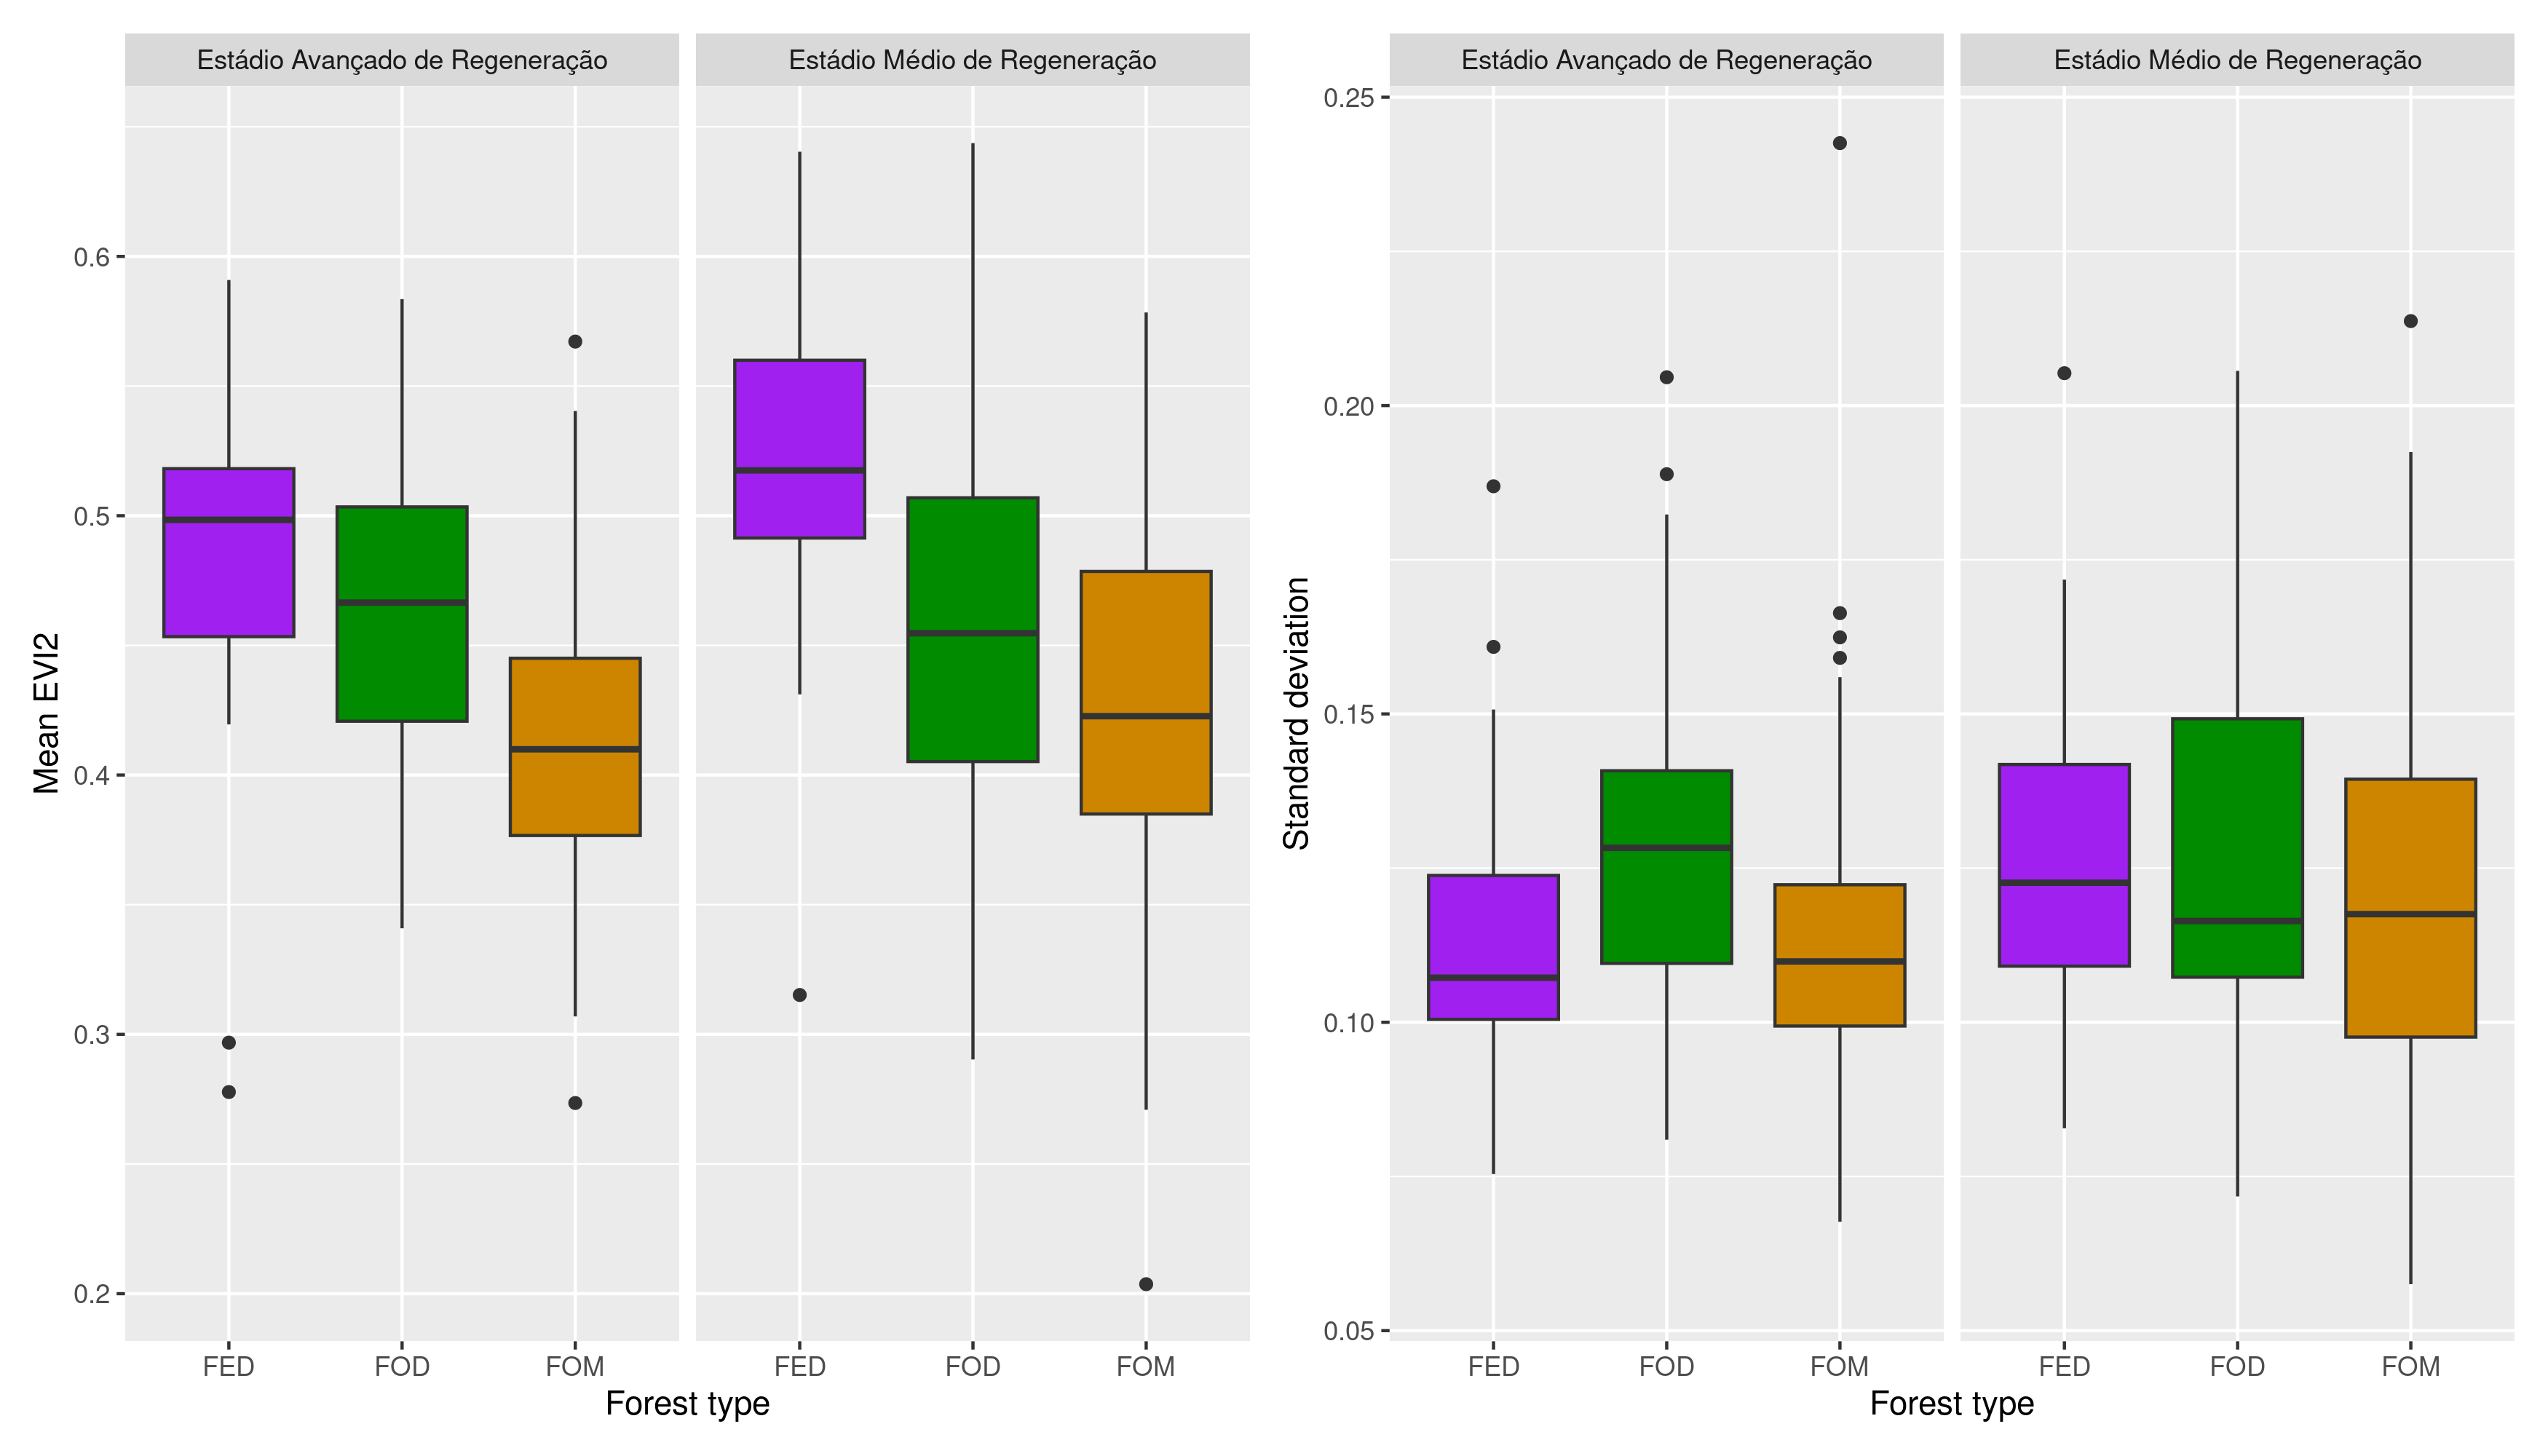 Estádio Avançado de Regeneração
Estádio Médio de Regeneração
Mean EVI2
0.6
0.5
0.4
0.3
0.2
FED FOD FOM
FED FOD FOM
Forest type
Estádio Avançado de Regeneração
Estádio Médio de Regeneração
Standard deviation
0.25
0.20
0.15
0.10
0.05
FED FOD FOM
FED FOD FOM
Forest type